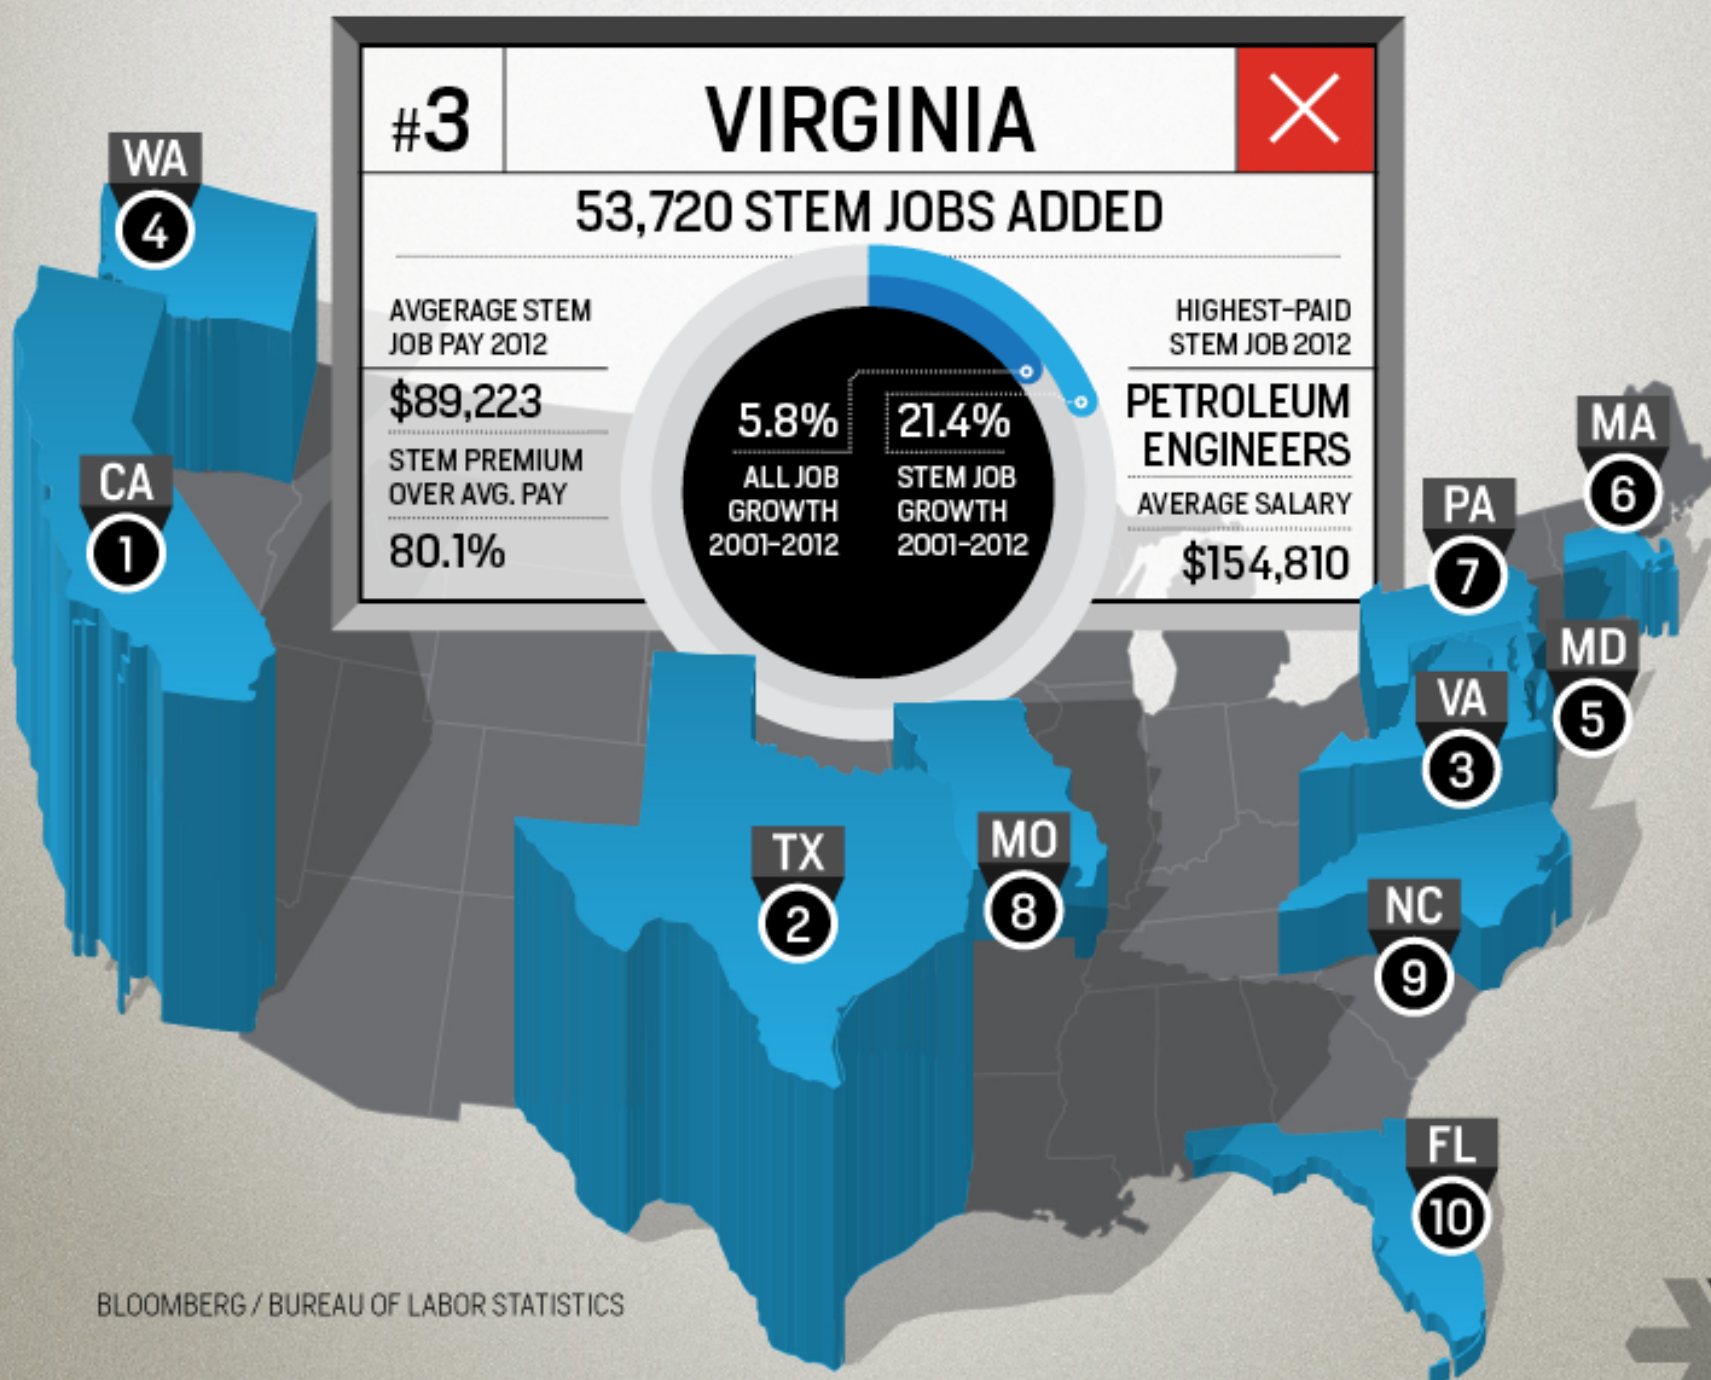 #3
VIRGINIA
53,720 STEM JOBS ADDED
AVGERAGE STEM
JOB PAY 2012
$89,223
STEM PREMIUM
OVER AVG. PAY
80.1%
5.8%
ALL JOB
GROWTH
2001-2012
21.4%
STEM JOB
GROWTH
2001-2012
HIGHEST-PAID
STEM JOB 2012
PETROLEUM
ENGINEERS
AVERAGE SALARY
$154,810
WA
4
CA
1
MA
6
PA
7
MD
5
VA
3
TX
2
MO
8
NC
9
FL
10
BLOOMBERG / BUREAU OF LABOR STATISTICS